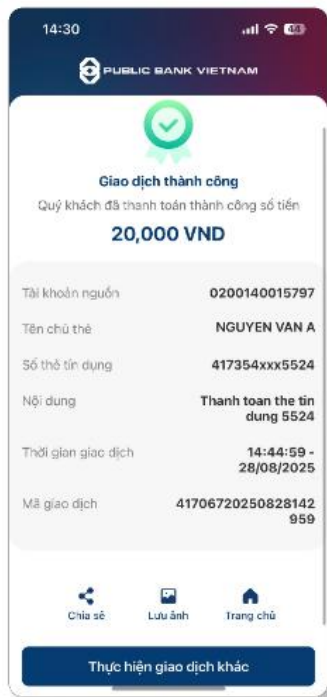 14:30
44
PUBLIC BANK VIETNAM
Giao dịch thành công
Quý khách đã thanh toán thành công số tiền
20,000 VND
Tài khoản nguồn 0200140015797
Tên chủ thẻ NGUYEN VAN A
Số thẻ tín dụng 417354xxx5524
Nội dung Thanh toan the tin
dung 5524
Thời gian giao dịch 14:44:59 -
28/08/2025
Mã giao dịch 41706720250828142
959
Chia sẻ Lưu ảnh Trang chủ
Thực hiện giao dịch khác